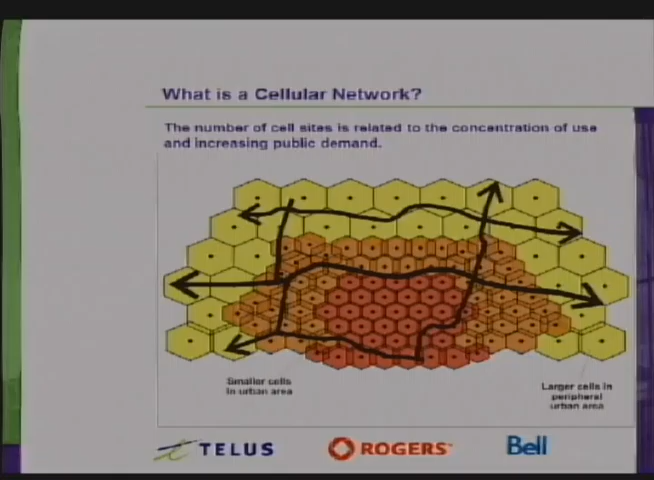 What is a Cellular Network?
The number of cell sites is related to the concentration of use
and increasing public demand.
Smaller cells
in urban area
Larger cells in
peripheral
urban area
TELUS
ROGERS
Bell